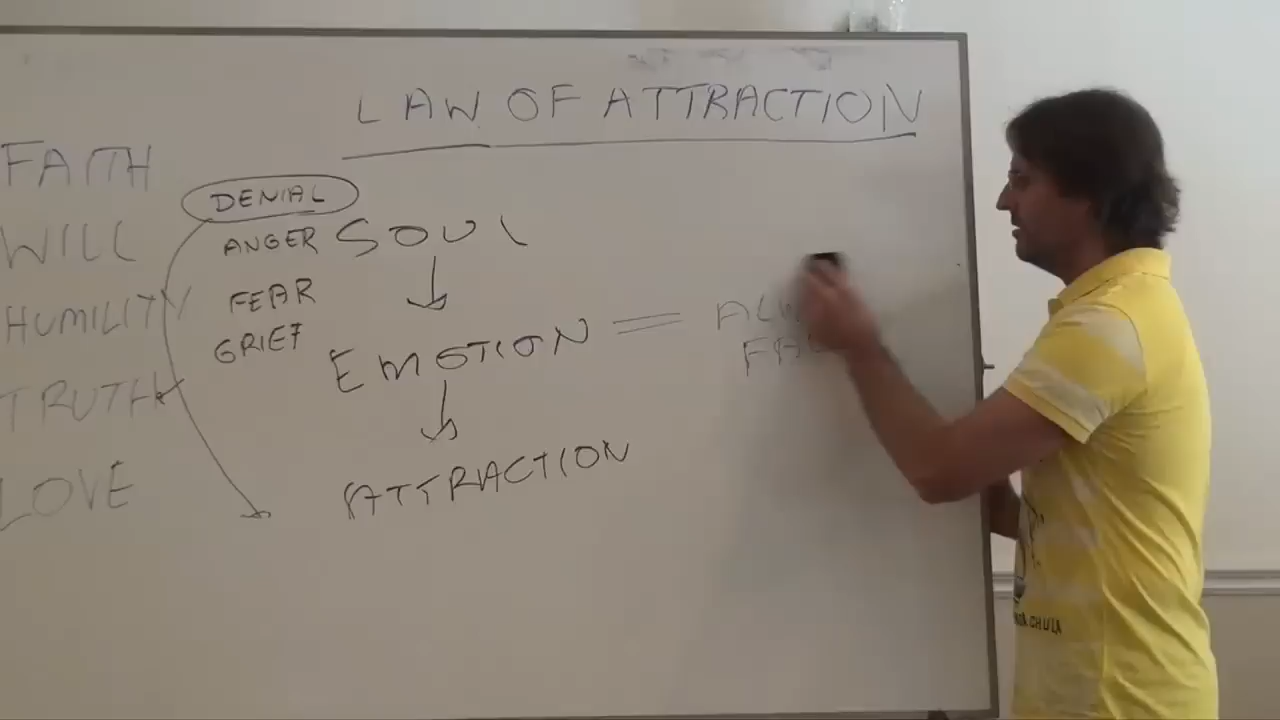 LAW OF ATTRACTION
FAITH
WILL
HUMILITY
TRUTH
LOVE
DENIAL
ANGER
FEAR
GRIEF
SOUL
EMOTION =
ATTRACTION